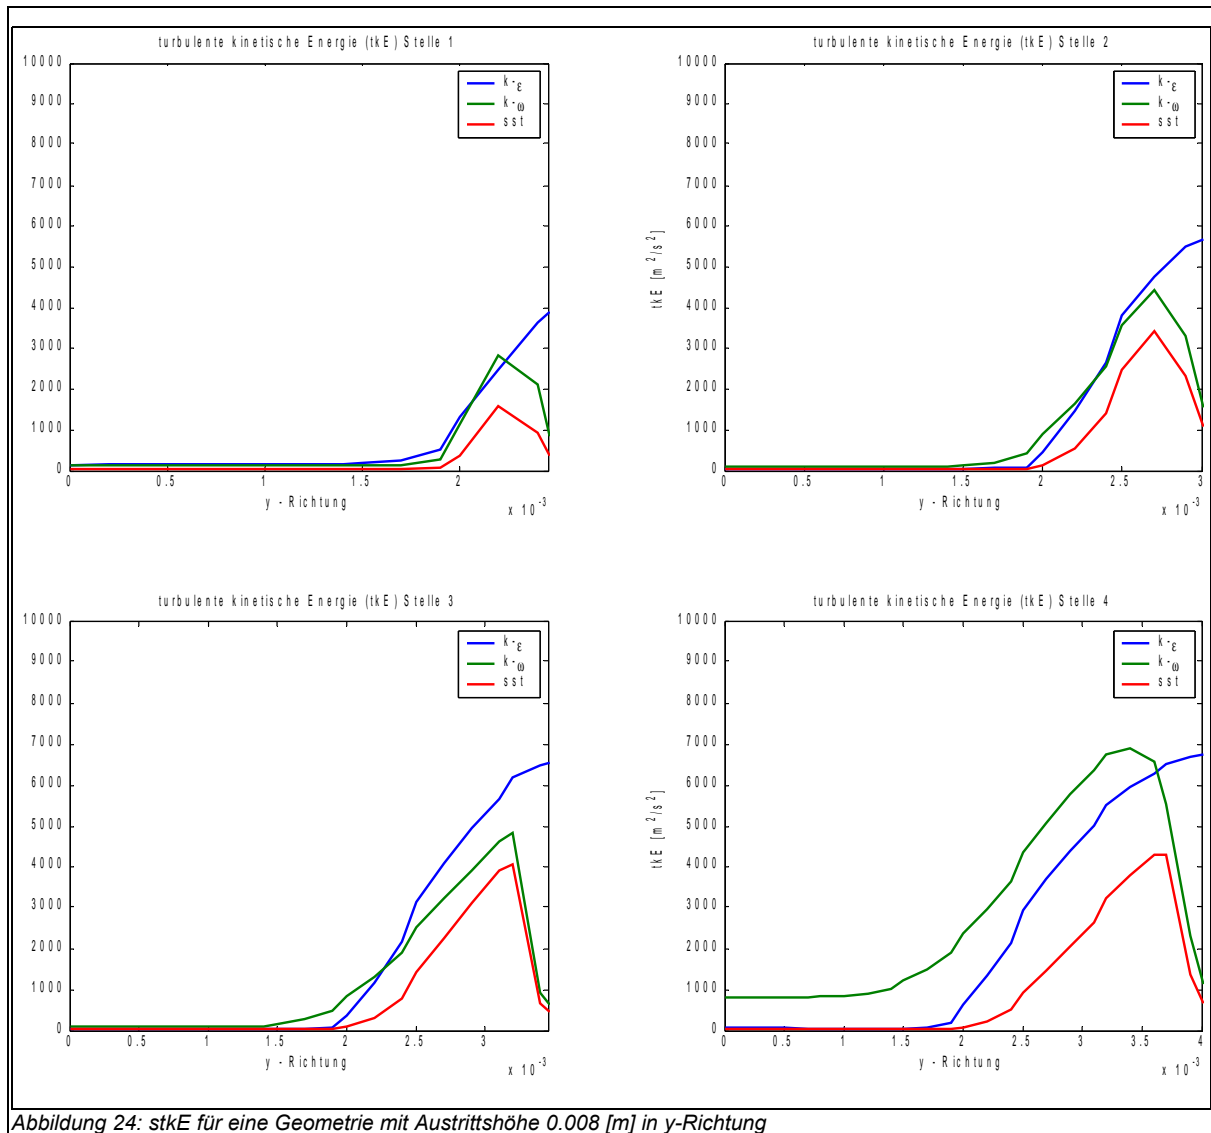 turbulente kinetische Energie (tkE) Stelle 1
10000
9000
8000
7000
6000
5000
4000
3000
2000
1000
0
k-ε
k-ω
sst
0 0.5 1 1.5 2
y - Richtung
x 10^-3
turbulente kinetische Energie (tkE) Stelle 2
tkE [m^2/s^2]
10000
9000
8000
7000
6000
5000
4000
3000
2000
1000
0
k-ε
k-ω
sst
0 0.5 1 1.5 2 2.5 3
y - Richtung
x 10^-3
turbulente kinetische Energie (tkE) Stelle 3
10000
9000
8000
7000
6000
5000
4000
3000
2000
1000
0
k-ε
k-ω
sst
0 0.5 1 1.5 2 2.5 3
y - Richtung
x 10^-3
turbulente kinetische Energie (tkE) Stelle 4
tkE [m^2/s^2]
10000
9000
8000
7000
6000
5000
4000
3000
2000
1000
0
k-ε
k-ω
sst
0 0.5 1 1.5 2 2.5 3 3.5 4
y - Richtung
x 10^-3
Abbildung 24: stkE für eine Geometrie mit Austrittshöhe 0.008 [m] in y-Richtung